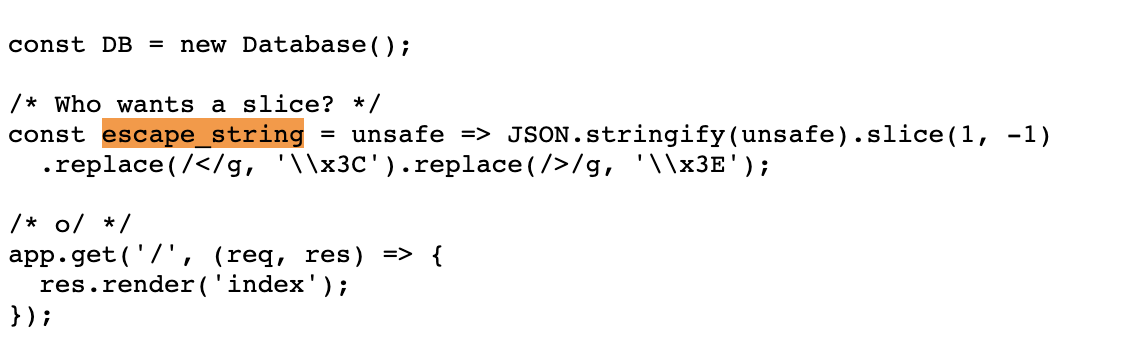 const DB = new Database();
/* Who wants a slice? */
const escape_string = unsafe => JSON.stringify(unsafe).slice(1, -1)
.replace(/</g, '\\x3C').replace(/>/g, '\\x3E');
/* o/ */
app.get('/', (req, res) => {
res.render('index');
});